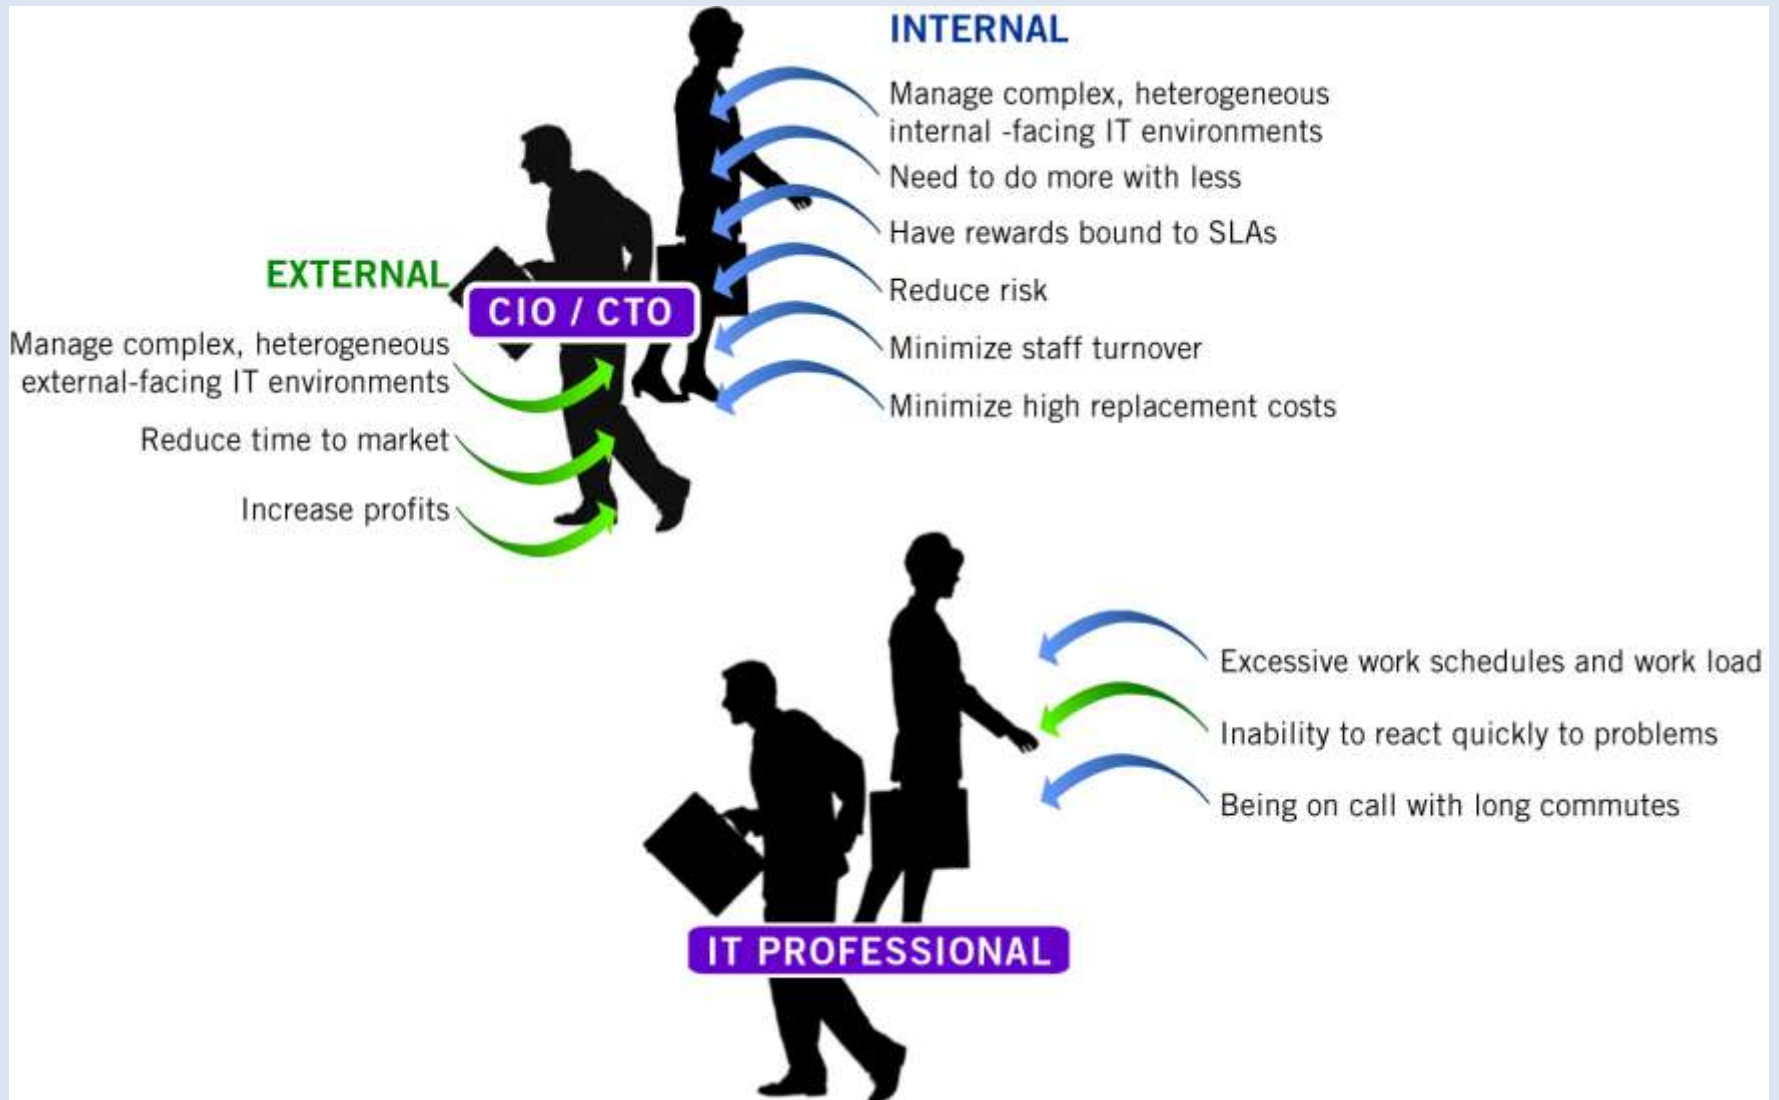 INTERNAL
Manage complex, heterogeneous
internal -facing IT environments
Need to do more with less
Have rewards bound to SLAs
Reduce risk
Minimize staff turnover
Minimize high replacement costs
EXTERNAL
CIO / CTO
Manage complex, heterogeneous
external-facing IT environments
Reduce time to market
Increase profits
Excessive work schedules and work load
Inability to react quickly to problems
Being on call with long commutes
IT PROFESSIONAL